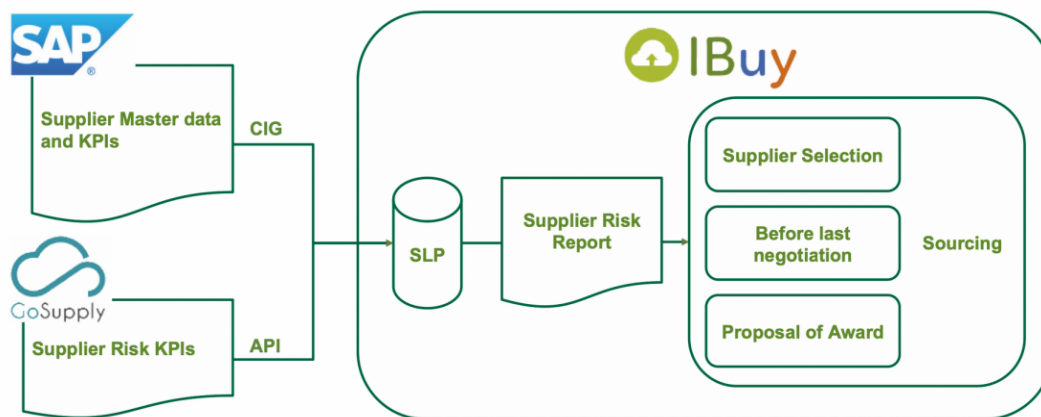 SAP
®
IBuy
Supplier Master data
and KPIs
CIG
Supplier Selection
Supplier Risk
Report
SLP
Before last
negotiation
Sourcing
GoSupply
Supplier Risk KPIs
API
Proposal of Award